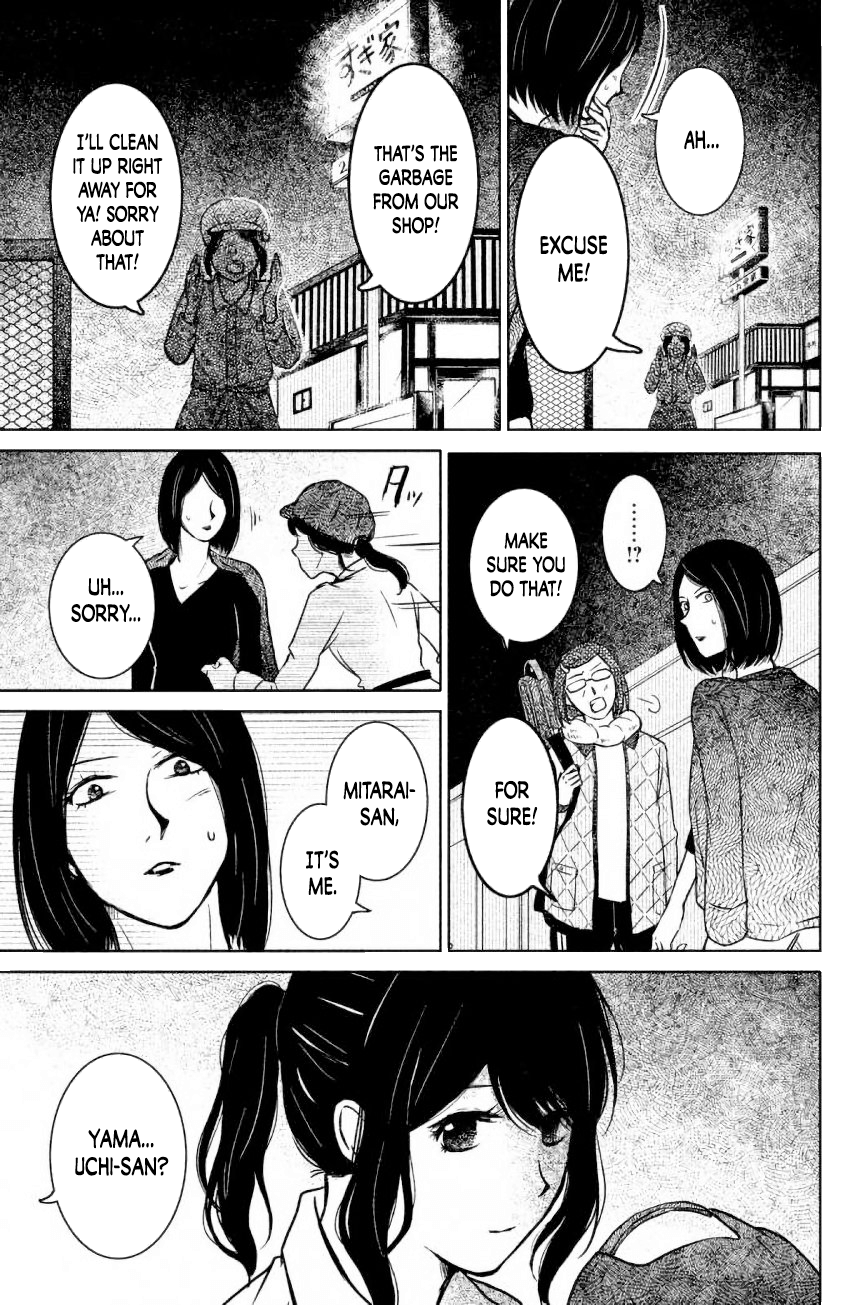 AH...
EXCUSE
ME!
THAT'S THE
GARBAGE
FROM OUR
SHOP!
すぎ家
I'LL CLEAN
IT UP RIGHT
AWAY FOR
YA! SORRY
ABOUT
THAT!
.......!?
MAKE
SURE YOU
DO THAT!
FOR
SURE!
タッ
UH...
SORRY...
MITARAI-
SAN,
IT'S
ME.
YAMA...
UCHI-SAN?